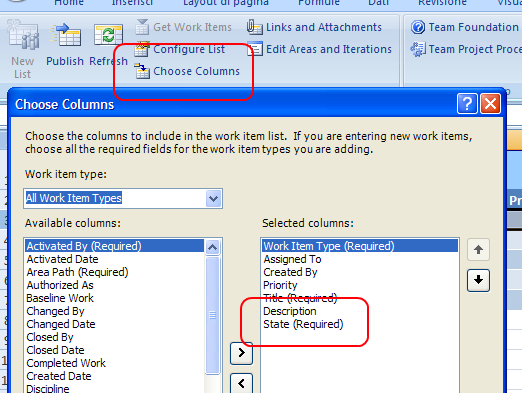 Home Inserisci Layout di pagina Formule Dati Revisione
Get Work Items
Links and Attachments
Team Foundation
New List
Publish
Refresh
Configure List
Edit Areas and Iterations
Team Project Proce
Choose Columns
Choose Columns
Choose the columns to include in the work item list. If you are entering new work items,
choose all the required fields for the work item types you are adding.
Work item type:
All Work Item Types
Available columns:
Selected columns:
Activated By (Required)
Activated Date
Area Path (Required)
Authorized As
Baseline Work
Changed By
Changed Date
Closed By
Closed Date
Completed Work
Created Date
Discipline
Work Item Type (Required)
Assigned To
Created By
Priority
Title (Required)
Description
State (Required)
Pr